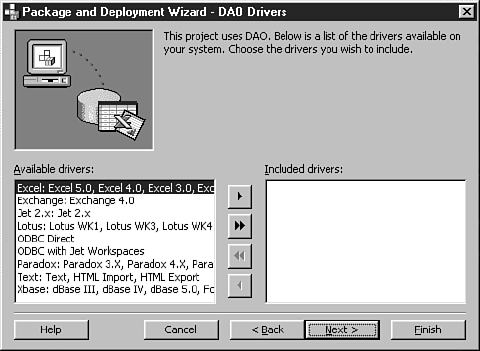 Package and Deployment Wizard - DAO Drivers
This project uses DAO. Below is a list of the drivers available on
your system. Choose the drivers you wish to include.
Available drivers:
Included drivers:
Excel: Excel 5.0, Excel 4.0, Excel 3.0, Exc
Exchange: Exchange 4.0
Jet 2.x: Jet 2.x
Lotus: Lotus WK1, Lotus WK3, Lotus WK4
ODBC Direct
ODBC with Jet Workspaces
Paradox: Paradox 3.X, Paradox 4.X, Para
Text: Text, HTML Import, HTML Export
Xbase: dBase III, dBase IV, dBase 5.0, Fo
Help
Cancel
< Back
Next >
Finish